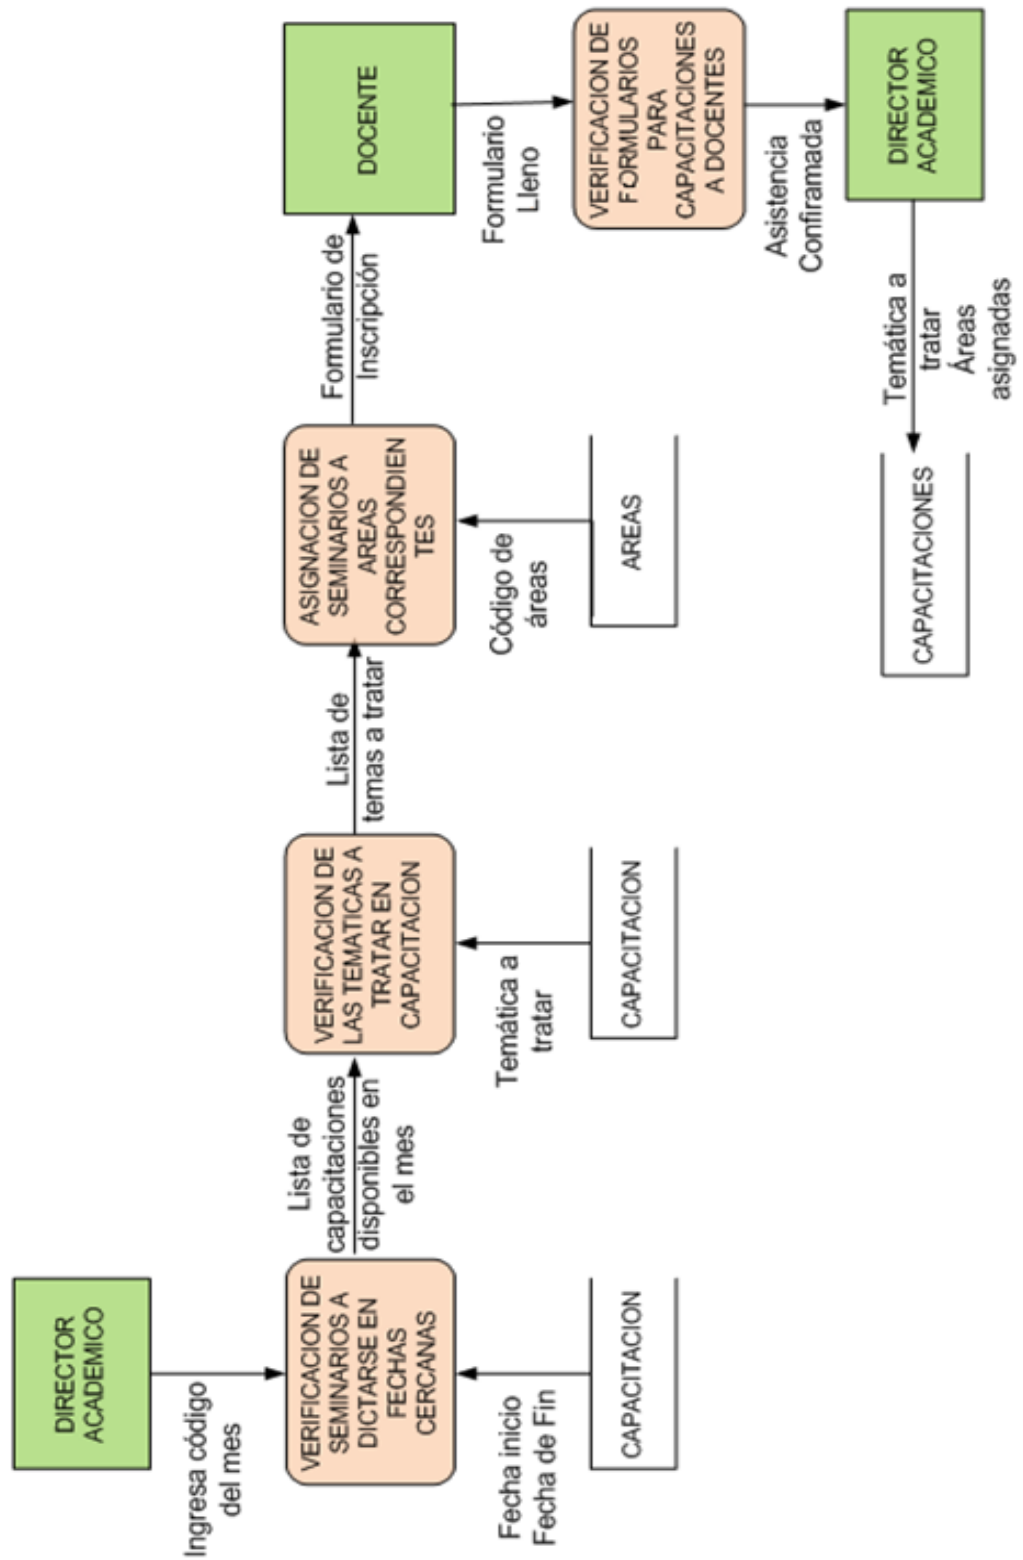 DIRECTOR
ACADEMICO
Ingresa código
del mes
VERIFICACION DE
SEMINARIOS A
DICTARSE EN
FECHAS
CERCANAS
Fecha inicio
Fecha de Fin
CAPACITACION
Lista de
capacitaciones
disponibles en
el mes
VERIFICACION DE
LAS TEMATICAS A
TRATAR EN
CAPACITACION
Temática a
tratar
CAPACITACION
Lista de
temas a tratar
ASIGNACION DE
SEMINARIOS A
AREAS
CORRESPONDIEN
TES
Código de
áreas
AREAS
Formulario de
Inscripción
DOCENTE
Formulario
Lleno
VERIFICACION DE
FORMULARIOS
PARA
CAPACITACIONES
A DOCENTES
Asistencia
Confiramada
DIRECTOR
ACADEMICO
Temática a
tratar
Áreas
asignadas
CAPACITACIONES